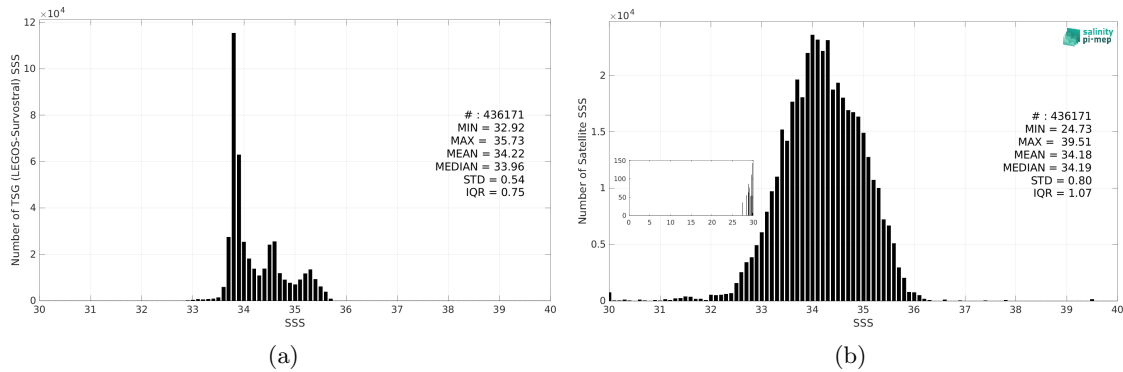 ×10⁴
12
10
8
6
4
2
0
30 31 32 33 34 35 36 37 38 39 40
SSS
Number of TSG (LEGOS-Survostral) SSS
# : 436171
MIN = 32.92
MAX = 35.73
MEAN = 34.22
MEDIAN = 33.96
STD = 0.54
IQR = 0.75
(a)
×10⁴
2
1.5
1
0.5
0
30 31 32 33 34 35 36 37 38 39 40
SSS
Number of Satellite SSS
salinity
pi-mep
# : 436171
MIN = 24.73
MAX = 39.51
MEAN = 34.18
MEDIAN = 34.19
STD = 0.80
IQR = 1.07
150
100
50
0
0 5 10 15 20 25 30
(b)